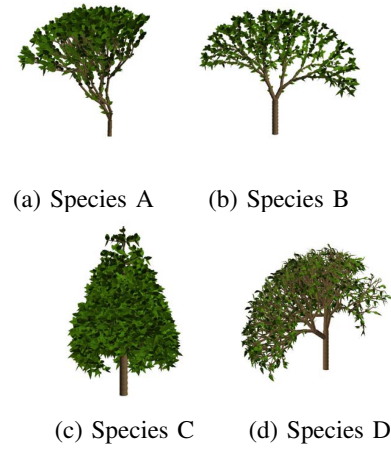 (a) Species A
(b) Species B
(c) Species C
(d) Species D